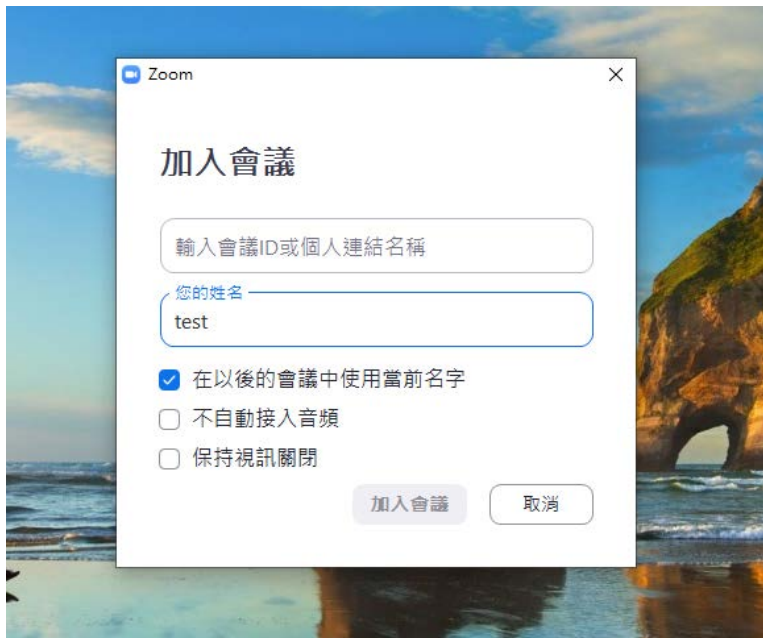 Zoom
加入會議
輸入會議ID或個人連結名稱
您的姓名
test
在以後的會議中使用當前名字
不自動接入音頻
保持視訊關閉
加入會議 取消